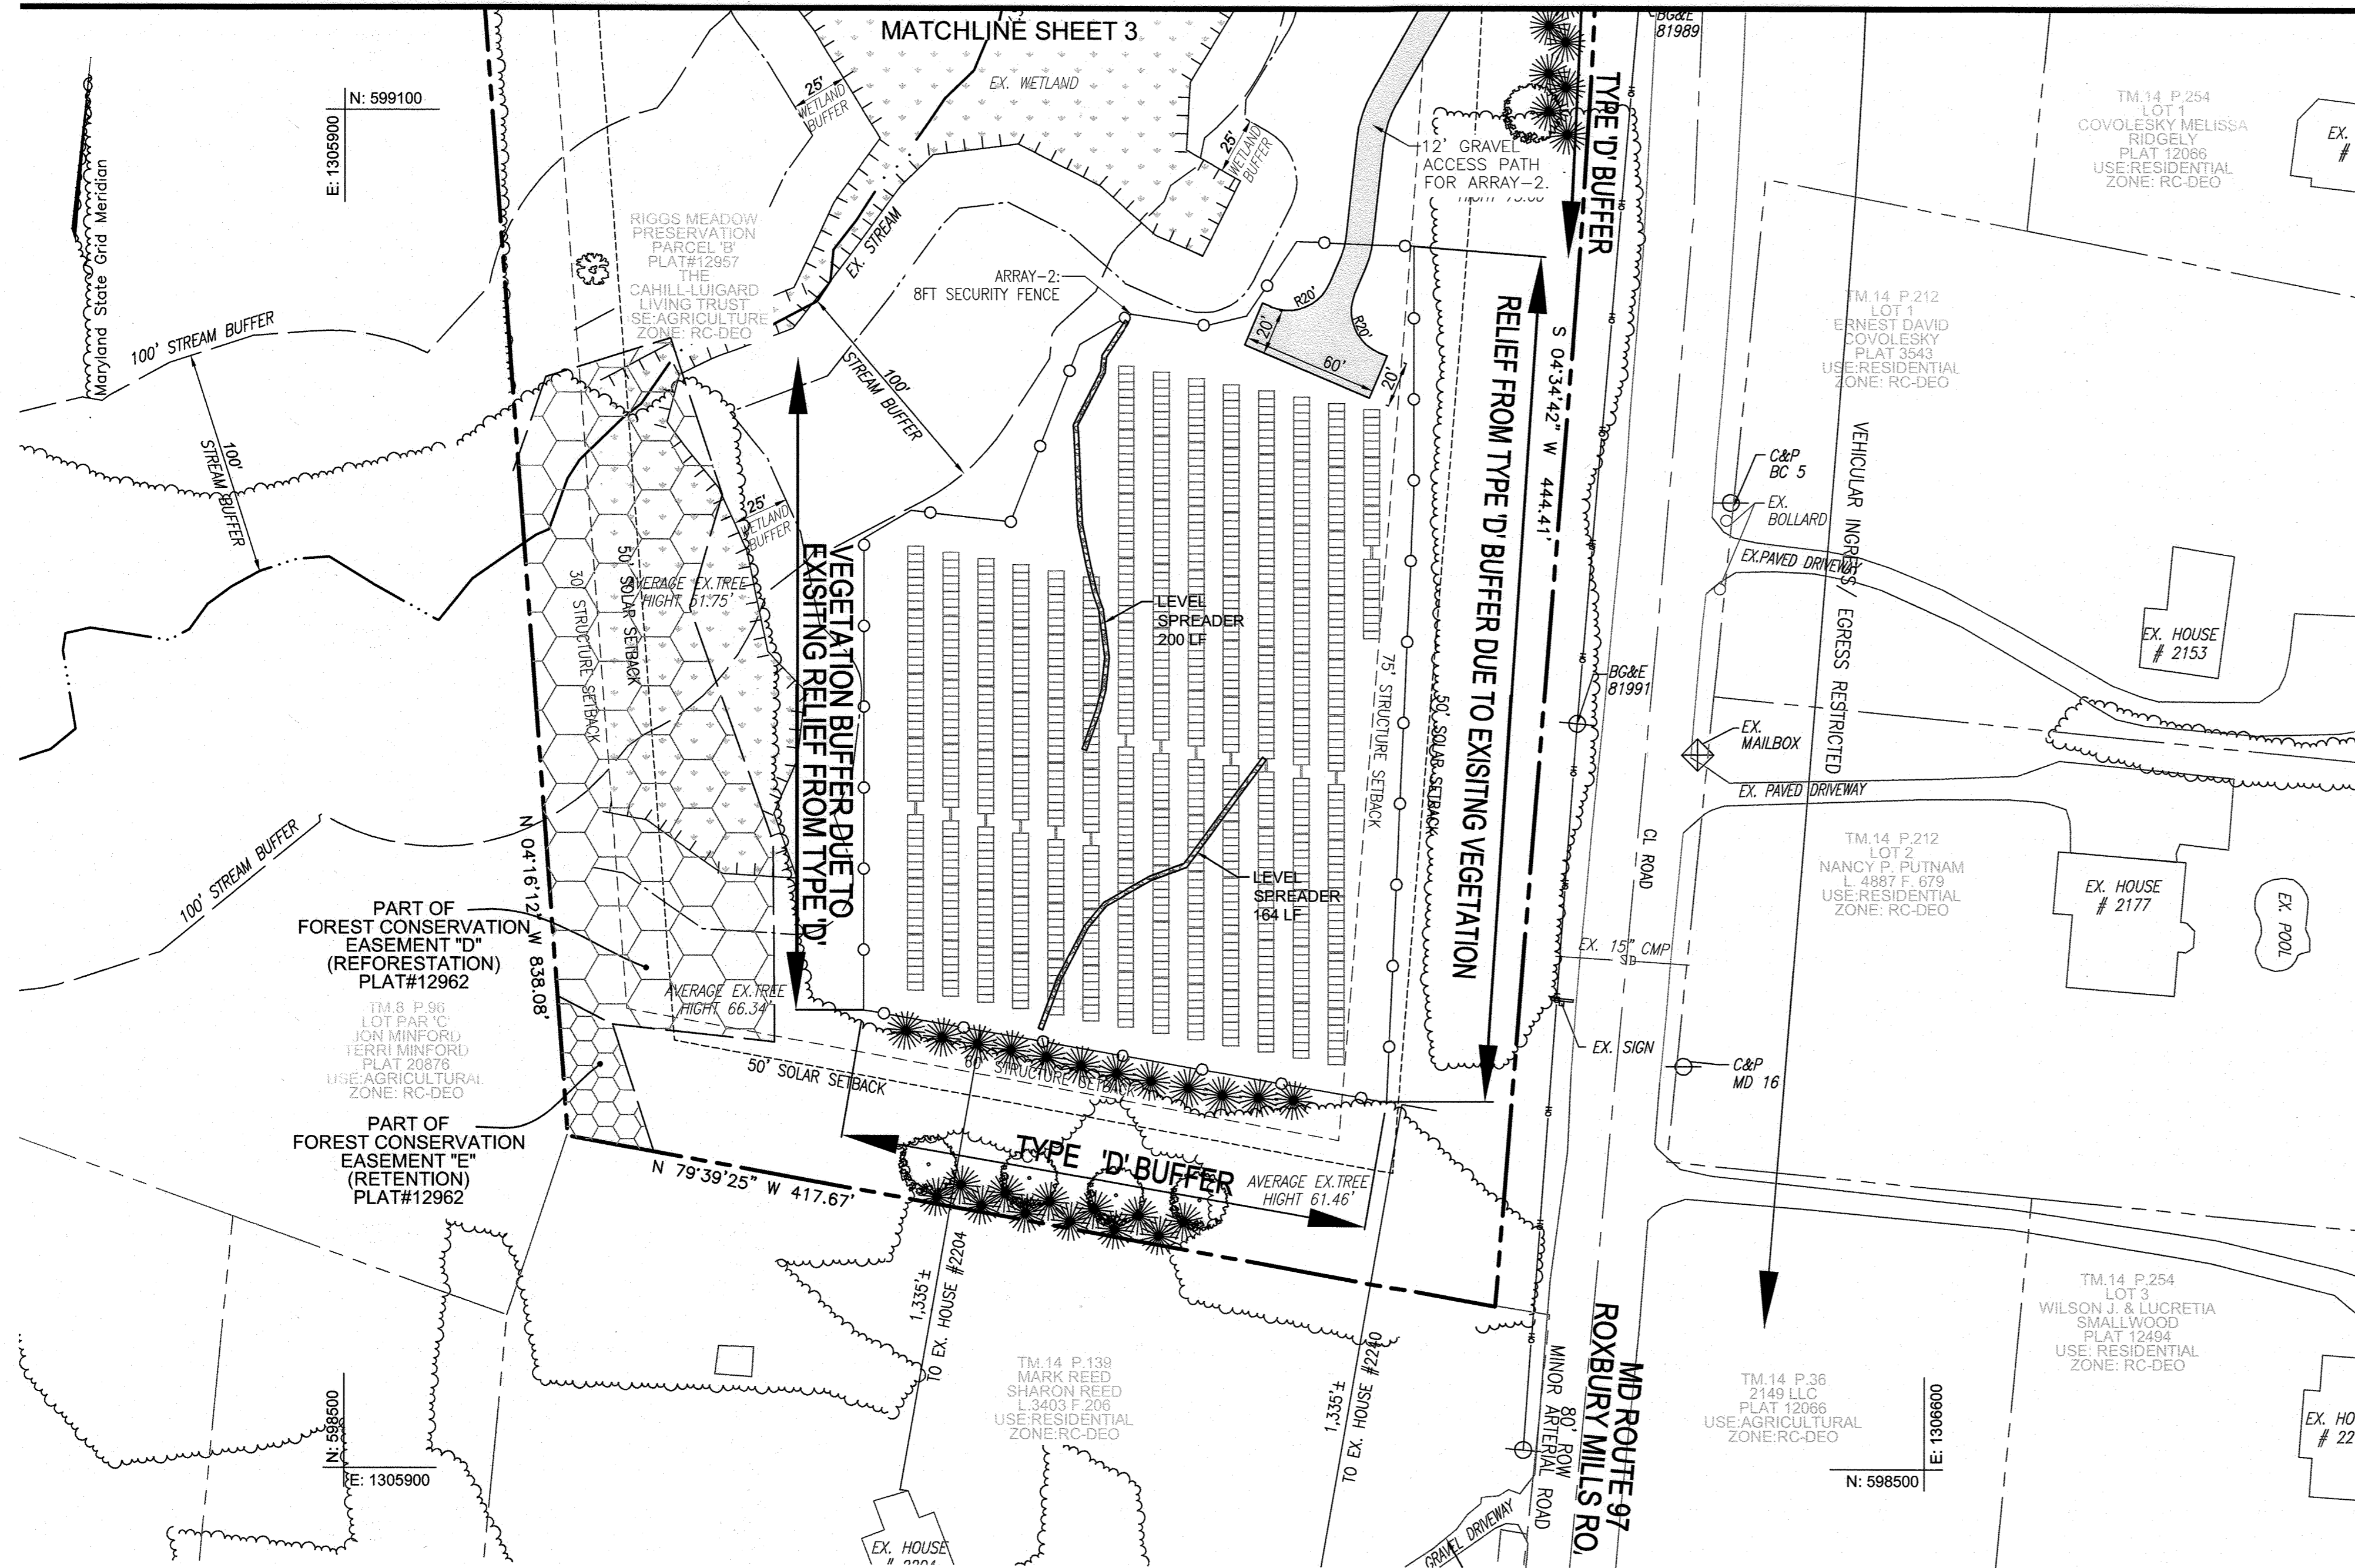 MATCHLINE SHEET 3
BG&E
81989
N: 599100
E: 1305900
Maryland State Grid Meridian
25'
WETLAND
BUFFER
EX. WETLAND
25'
WETLAND
BUFFER
12' GRAVEL
ACCESS PATH
FOR ARRAY-2.
TYPE 'D' BUFFER
TM.14 P.254
LOT 1
COVOLESKY MELISSA
RIDGELY
PLAT 12066
USE:RESIDENTIAL
ZONE: RC-DEO
EX.
#
RIGGS MEADOW
PRESERVATION
PARCEL 'B'
PLAT#12957
THE
CAHILL-LUIGARD
LIVING TRUST
SE:AGRICULTURE
ZONE: RC-DEO
EX. STREAM
ARRAY-2:
8FT SECURITY FENCE
R20'
R20'
20'
60'
20'
100' STREAM BUFFER
100'
STREAM BUFFER
100'
STREAM BUFFER
RELIEF FROM TYPE 'D' BUFFER DUE TO EXISITNG VEGETATION
S 04°34'42" W 444.41'
TM.14 P.212
LOT 1
ERNEST DAVID
COVOLESKY
PLAT 3543
USE:RESIDENTIAL
ZONE: RC-DEO
VEHICULAR INGRESS/ EGRESS RESTRICTED
C&P
BC 5
EX.
BOLLARD
EX.PAVED DRIVEWAY
EX. HOUSE
# 2153
25'
WETLAND
BUFFER
30' STRUCTURE SETBACK
50' SOLAR SETBACK
AVERAGE EX.TREE
HIGHT 51.75'
VEGETATION BUFFER DUE TO
EXISITNG RELIEF FROM TYPE 'D'
LEVEL
SPREADER
200 LF
75' STRUCTURE SETBACK
50' SOLAR SETBACK
BG&E
81991
EX.
MAILBOX
EX. PAVED DRIVEWAY
CL ROAD
TM.14 P.212
LOT 2
NANCY P. PUTNAM
L. 4887 F. 679
USE:RESIDENTIAL
ZONE: RC-DEO
EX. HOUSE
# 2177
EX. POOL
100' STREAM BUFFER
N 04°16'12" W 838.08'
PART OF
FOREST CONSERVATION
EASEMENT "D"
(REFORESTATION)
PLAT#12962
LEVEL
SPREADER
164 LF
EX. 15" CMP
SD
AVERAGE EX.TREE
HIGHT 66.34'
TM.8 P.96
LOT PAR 'C'
JON MINFORD
TERRI MINFORD
PLAT 20876
USE:AGRICULTURAL
ZONE: RC-DEO
EX. SIGN
C&P
MD 16
50' SOLAR SETBACK
60' STRUCTURE SETBACK
PART OF
FOREST CONSERVATION
EASEMENT "E"
(RETENTION)
PLAT#12962
TYPE 'D' BUFFER
N 79°39'25" W 417.67'
AVERAGE EX.TREE
HIGHT 61.46'
1,335'±
TO EX. HOUSE #2204
1,335'±
TO EX. HOUSE #2240
MD ROUTE 97
ROXBURY MILLS RO
80' ROW
MINOR ARTERIAL ROAD
TM.14 P.254
LOT 3
WILSON J. & LUCRETIA
SMALLWOOD
PLAT 12494
USE: RESIDENTIAL
ZONE: RC-DEO
TM.14 P.139
MARK REED
SHARON REED
L.3403 F.206
USE:RESIDENTIAL
ZONE:RC-DEO
TM.14 P.36
2149 LLC
PLAT 12066
USE:AGRICULTURAL
ZONE:RC-DEO
N: 598500
E: 1305900
E: 1306600
N: 598500
EX. HO
# 22
EX. HOUSE
GRAVEL DRIVEWAY